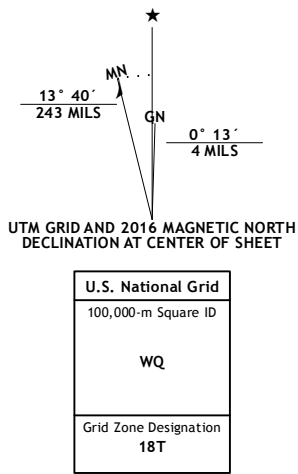 ★
MN
GN
13° 40´
243 MILS
0° 13´
4 MILS
UTM GRID AND 2016 MAGNETIC NORTH
DECLINATION AT CENTER OF SHEET
U.S. National Grid
100,000-m Square ID
WQ
Grid Zone Designation
18T